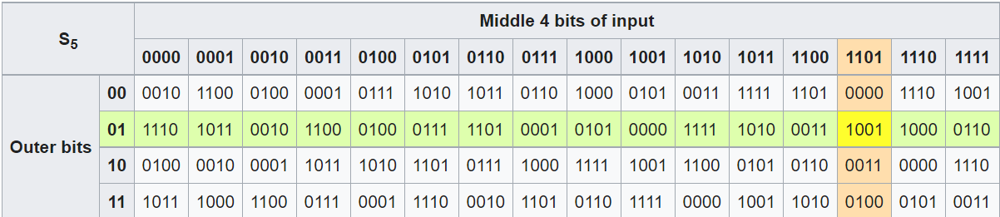 S5 Middle 4 bits of input
0000 0001 0010 0011 0100 0101 0110 0111 1000 1001 1010 1011 1100 1101 1110 1111
Outer bits
00 0010 1100 0100 0001 0111 1010 1011 0110 1000 0101 0011 1111 1101 0000 1110 1001
01 1110 1011 0010 1100 0100 0111 1101 0001 0101 0000 1111 1010 0011 1001 1000 0110
10 0100 0010 0001 1011 1010 1101 0111 1000 1111 1001 1100 0101 0110 0011 0000 1110
11 1011 1000 1100 0111 0001 1110 0010 1101 0110 1111 0000 1001 1010 0100 0101 0011